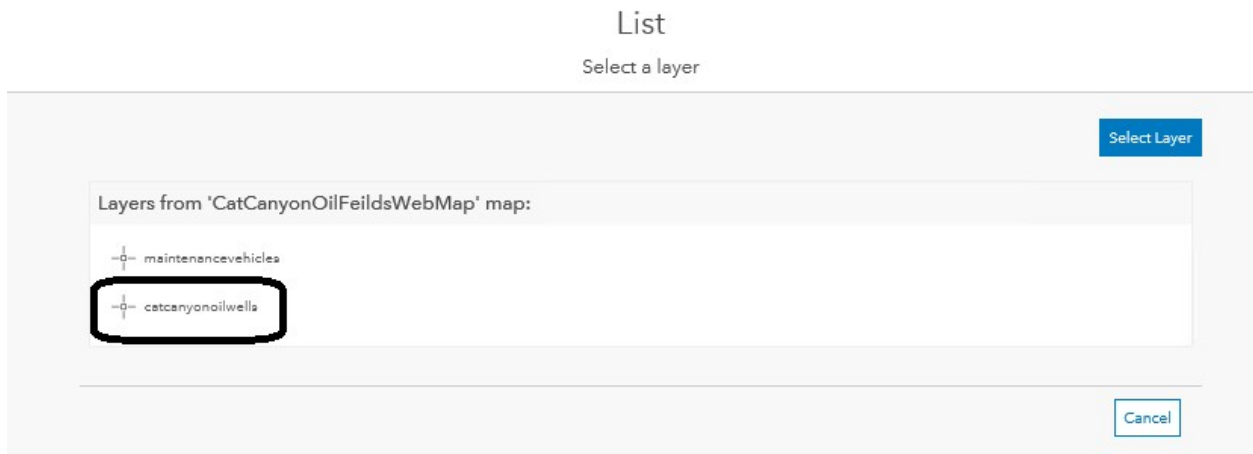 List
Select a layer
Select Layer
Layers from 'CatCanyonOilFeildsWebMap' map:
maintenancevehicles
catcanyonoilwells
Cancel